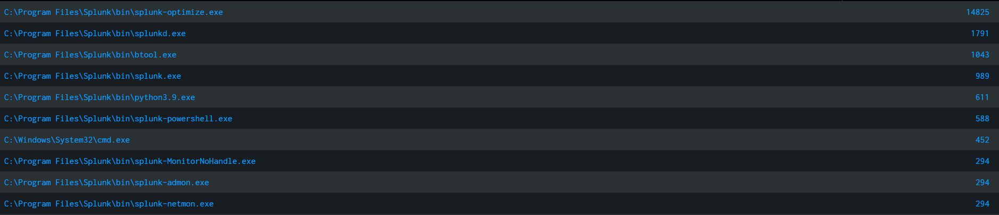 C:\Program Files\Splunk\bin\splunk-optimize.exe 14825
C:\Program Files\Splunk\bin\splunkd.exe 1791
C:\Program Files\Splunk\bin\btool.exe 1043
C:\Program Files\Splunk\bin\splunk.exe 989
C:\Program Files\Splunk\bin\python3.9.exe 611
C:\Program Files\Splunk\bin\splunk-powershell.exe 588
C:\Windows\System32\cmd.exe 452
C:\Program Files\Splunk\bin\splunk-MonitorNoHandle.exe 294
C:\Program Files\Splunk\bin\splunk-admon.exe 294
C:\Program Files\Splunk\bin\splunk-netmon.exe 294